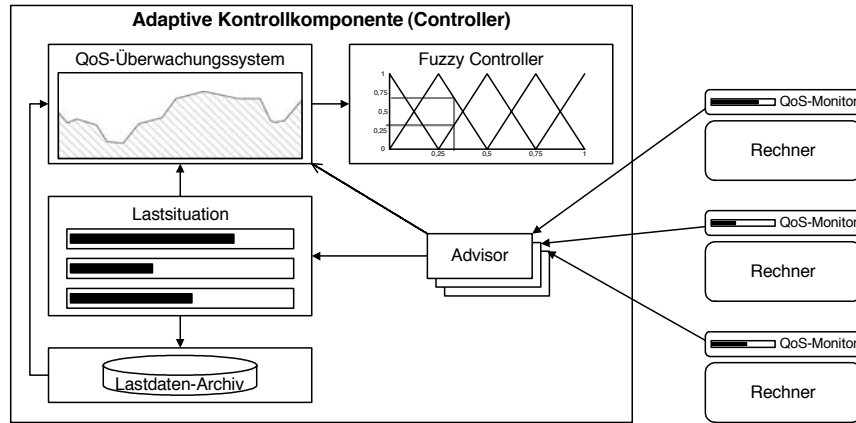 Adaptive Kontrollkomponente (Controller)
QoS-Überwachungssystem
Fuzzy Controller
1
0,75
0,5
0,25
0
0,25
0,5
0,75
1
QoS-Monitor
Rechner
Lastsituation
Advisor
QoS-Monitor
Rechner
QoS-Monitor
Rechner
Lastdaten-Archiv